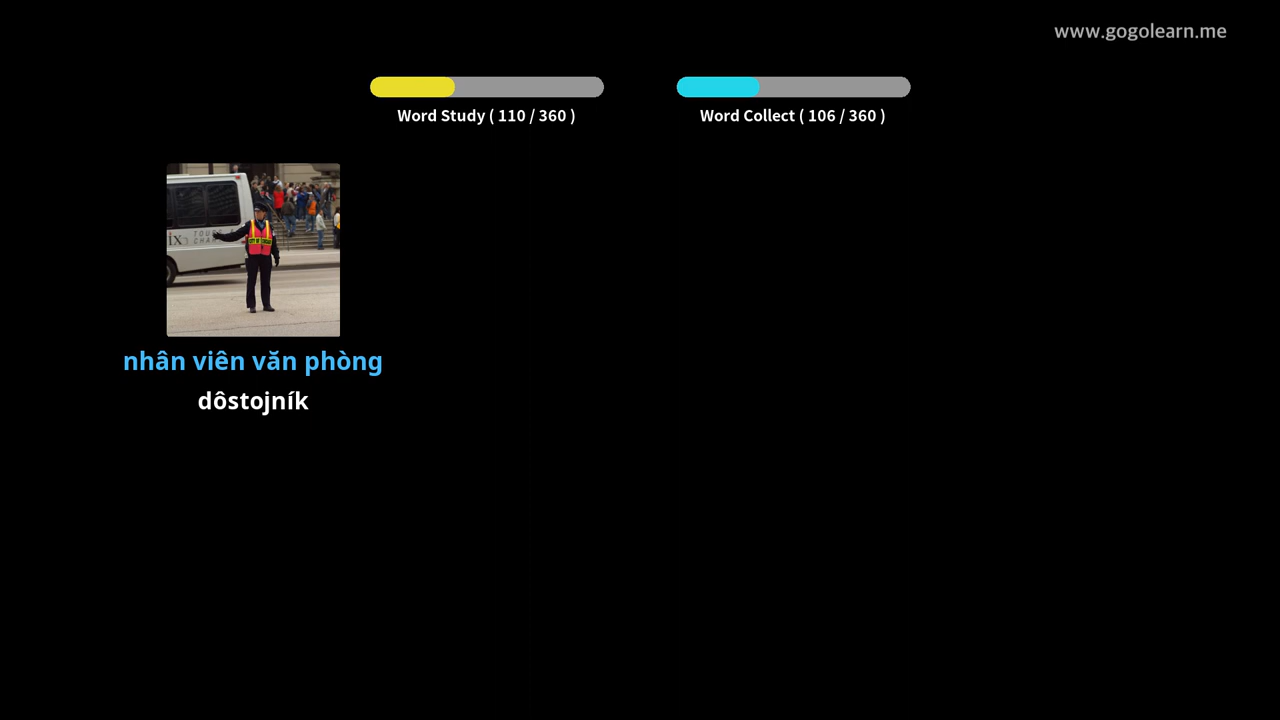 www.gogolearn.me
Word Study ( 110 / 360 )
Word Collect ( 106 / 360 )
nhân viên văn phòng
dôstojník